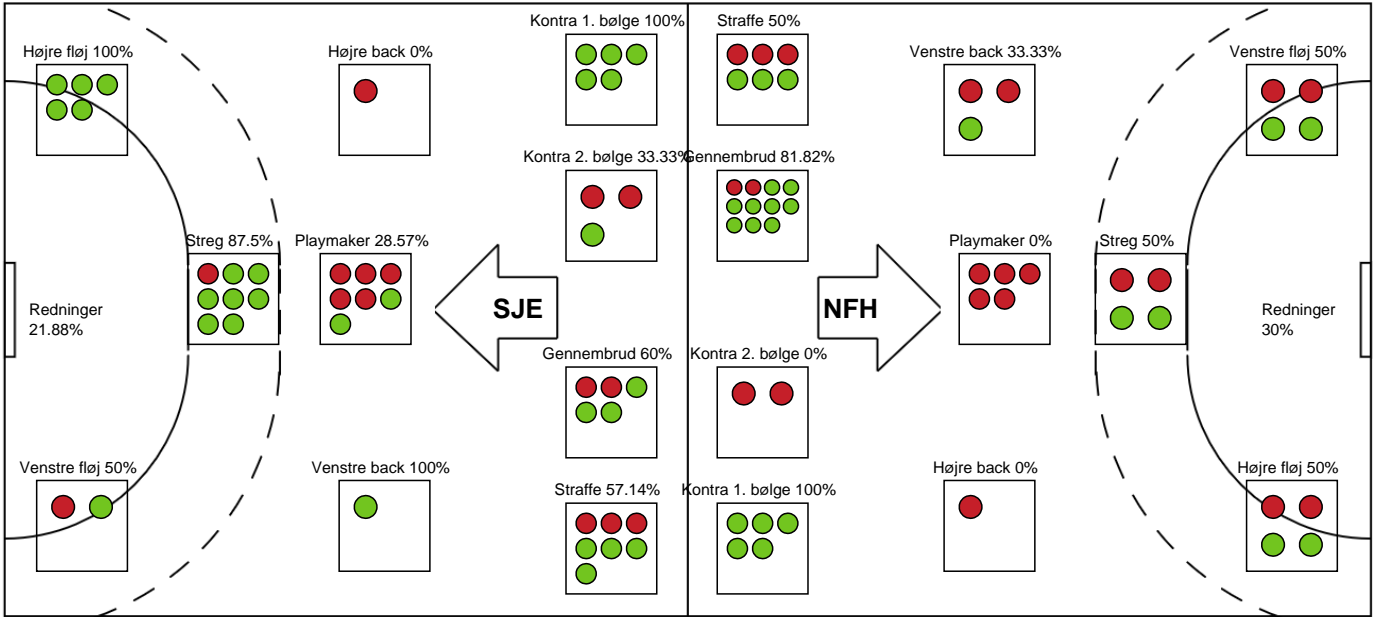 Kontra 1. bølge 100%
Straffe 50%
Højre fløj 100%
Højre back 0%
Venstre back 33.33%
Venstre fløj 50%
Kontra 2. bølge 33.33%
Gennembrud 81.82%
Streg 87.5%
Playmaker 28.57%
Playmaker 0%
Streg 50%
Redninger
21.88%
SJE
NFH
Redninger
30%
Gennembrud 60%
Kontra 2. bølge 0%
Venstre fløj 50%
Venstre back 100%
Højre back 0%
Højre fløj 50%
Straffe 57.14%
Kontra 1. bølge 100%